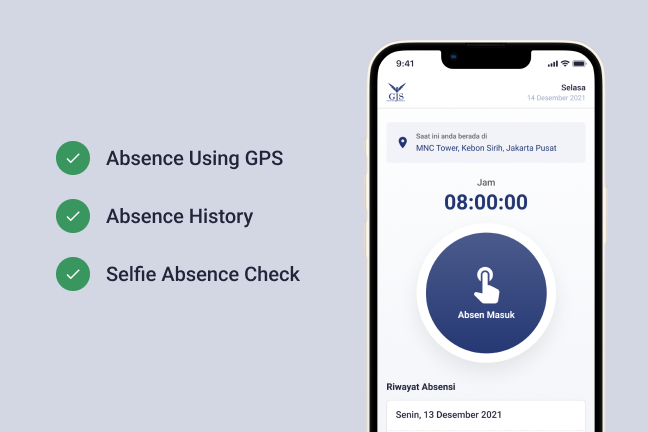 Absence Using GPS
Absence History
Selfie Absence Check
9:41
GJS
Selasa
14 Desember 2021
Saat ini anda berada di
MNC Tower, Kebon Sirih, Jakarta Pusat
Jam
08:00:00
Absen Masuk
Riwayat Absensi
Senin, 13 Desember 2021